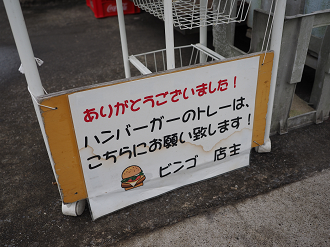 ありがとうございました!
ハンバーガーのトレーは、
こちらにお願い致します!
ビンゴ 店主